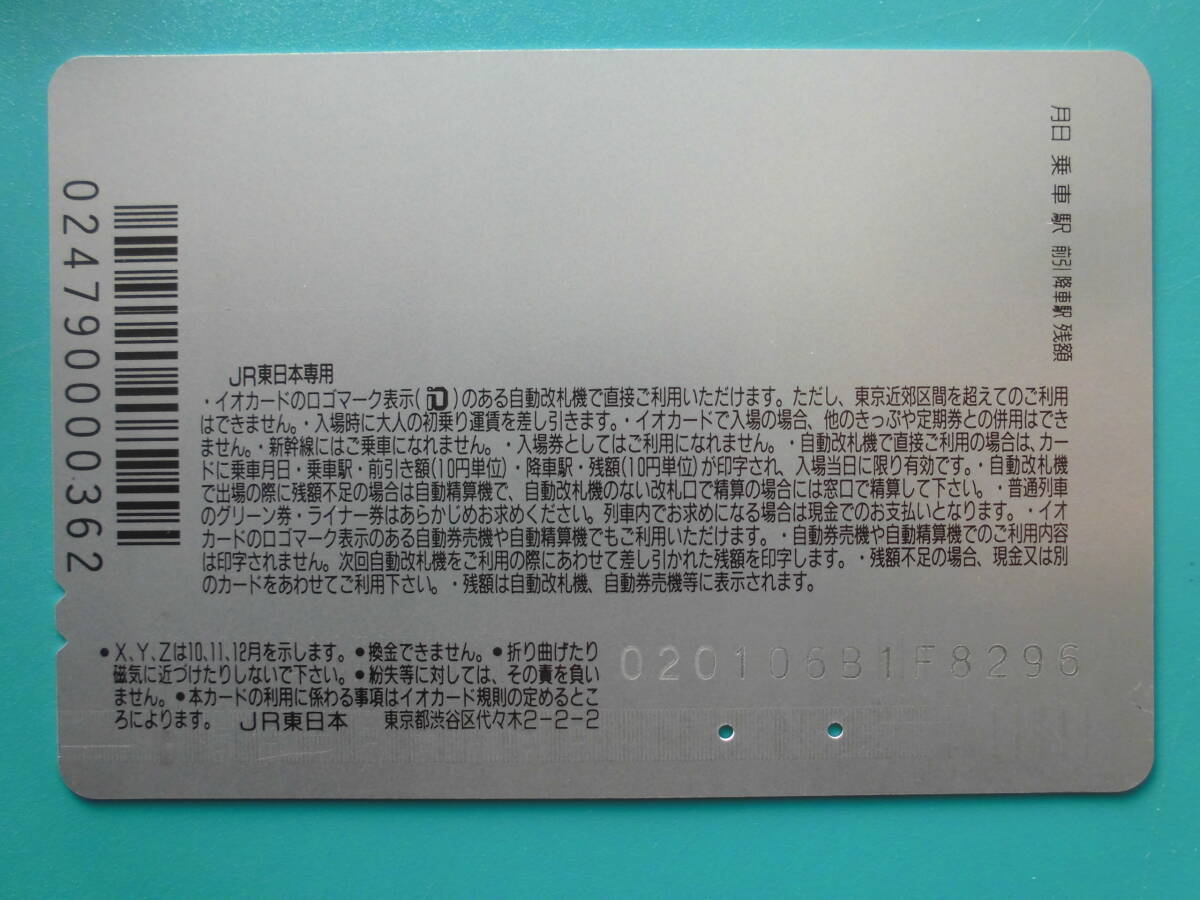 月日 乗車駅 前引 降車駅 残額
JR東日本専用
・イオカードのロゴマーク表示(iO)のある自動改札機で直接ご利用いただけます。ただし、東京近郊区間を超えてのご利用
はできません。・入場時に大人の初乗り運賃を差し引きます。・イオカードで入場の場合、他のきっぷや定期券との併用はでき
ません。・新幹線にはご乗車になれません。・入場券としてはご利用になれません。・自動改札機で直接ご利用の場合は、カー
ドに乗車月日・乗車駅・前引き額(10円単位)・降車駅・残額(10円単位)が印字され、入場当日に限り有効です。・自動改札機
で出場の際に残額不足の場合は自動精算機で、自動改札機のない改札口で精算の場合には窓口で精算して下さい。・普通列車
のグリーン券・ライナー券はあらかじめお求めください。列車内でお求めになる場合は現金でのお支払いとなります。・イオ
カードのロゴマーク表示のある自動券売機や自動精算機でもご利用いただけます。・自動券売機や自動精算機でのご利用内容
は印字されません。次回自動改札機をご利用の際にあわせて差し引かれた残額を印字します。・残額不足の場合、現金又は別
のカードをあわせてご利用下さい。・残額は自動改札機、自動券売機等に表示されます。
●X、Y、Zは10、11、12月を示します。●換金できません。●折り曲げたり
磁気に近づけたりしないで下さい。●紛失等に対しては、その責を負い
ません。●本カードの利用に係わる事項はイオカード規則の定めるとこ
ろによります。 JR東日本 東京都渋谷区代々木2-2-2
020106B1F8296
0247900000362